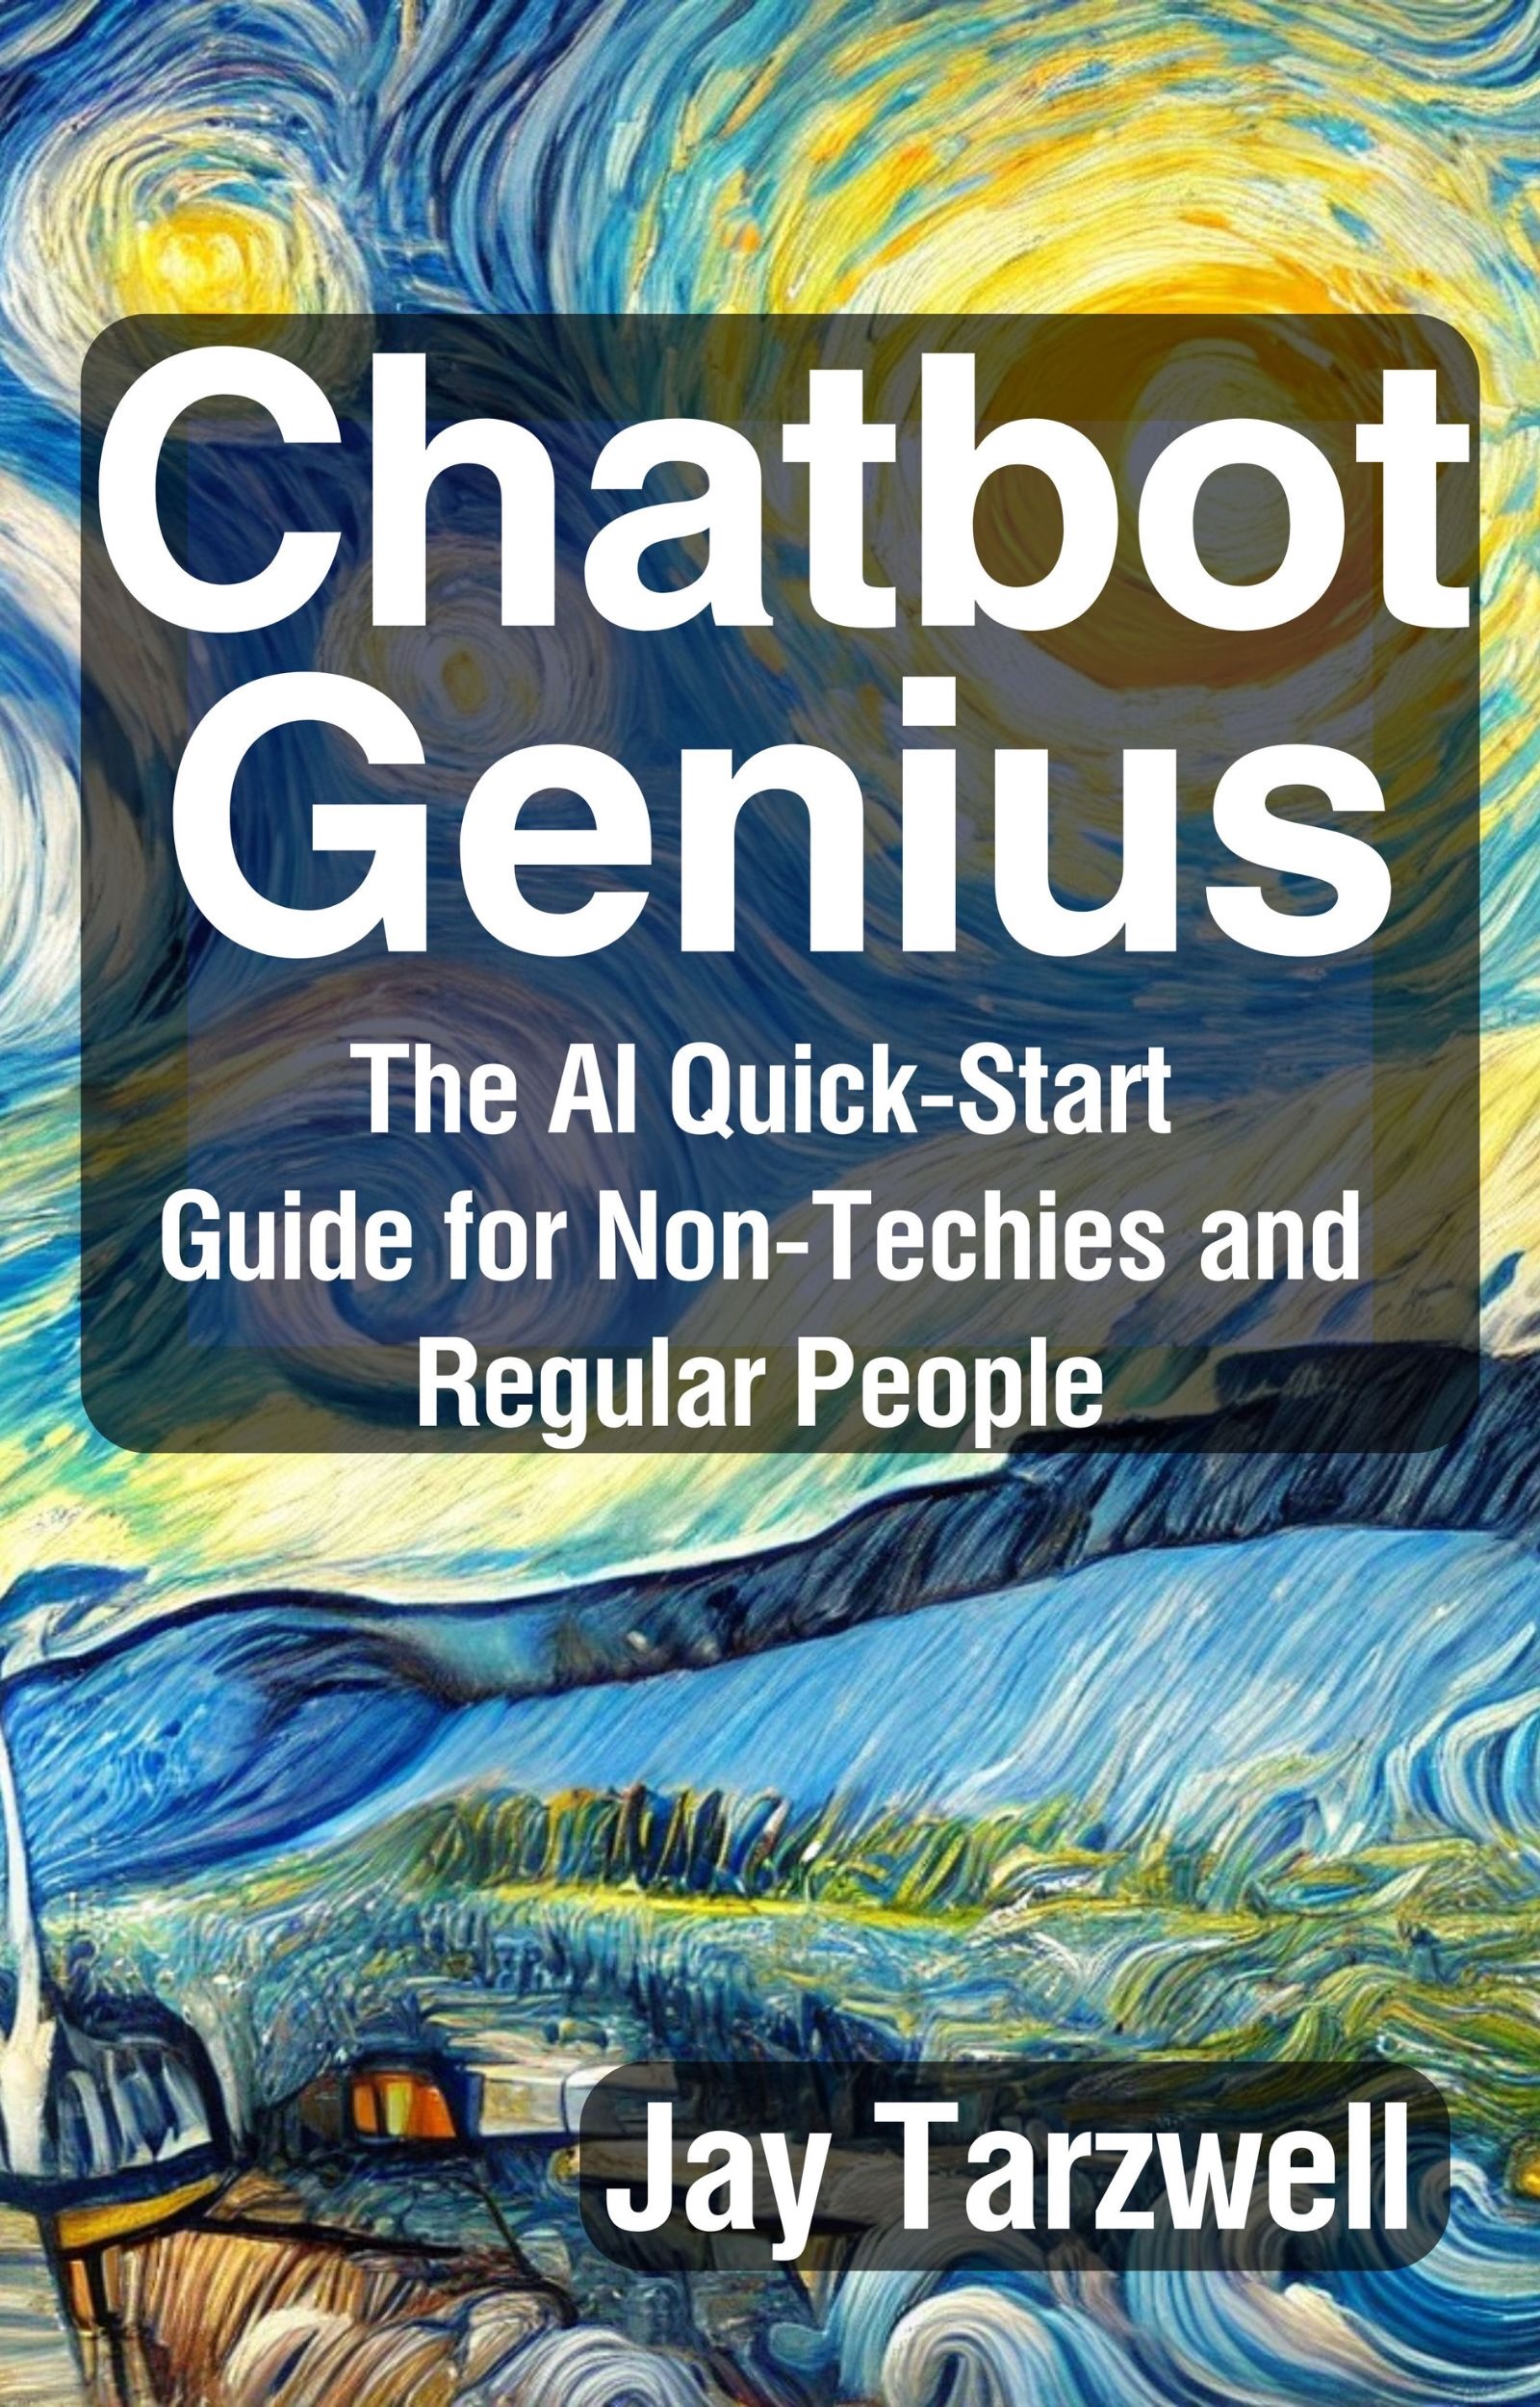 Chatbot
Genius
The AI Quick-Start
Guide for Non-Techies and
Regular People
Jay Tarzwell